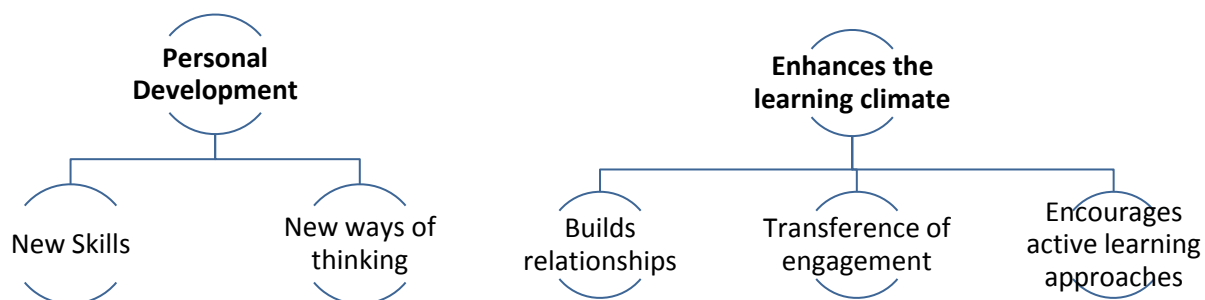 Personal
Development
Enhances the
learning climate
New Skills
New ways of
thinking
Builds
relationships
Transference of
engagement
Encourages
active learning
approaches